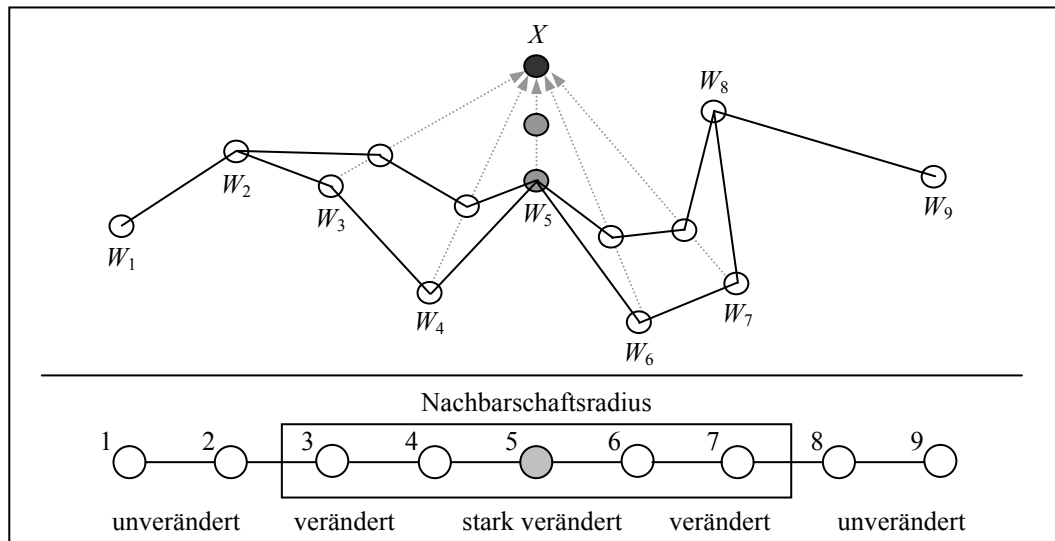 X
W8
W2
W3
W5
W9
W1
W4
W7
W6
Nachbarschaftsradius
1 2 3 4 5 6 7 8 9
unverändert verändert stark verändert verändert unverändert